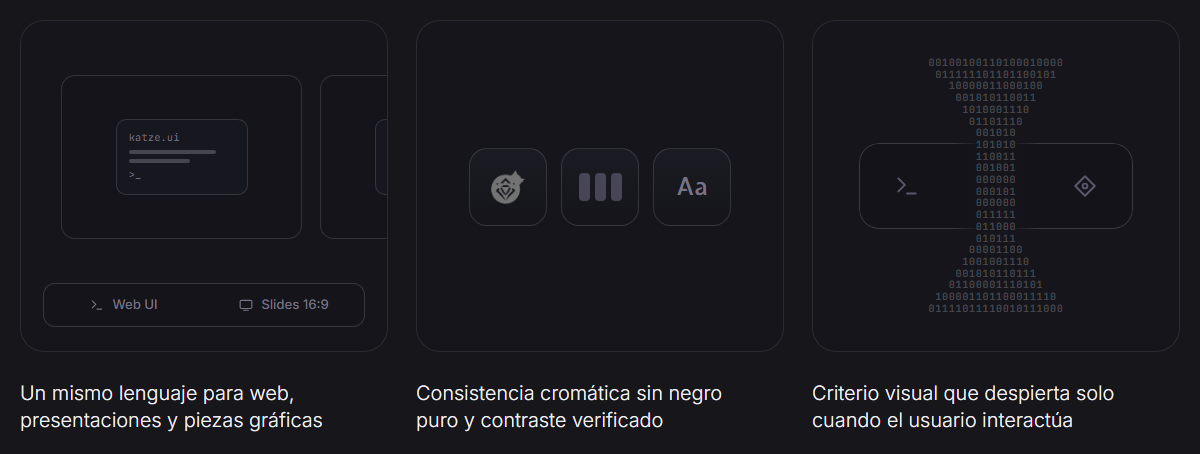 katze.ui
>_
Web UI
Slides 16:9
Un mismo lenguaje para web,
presentaciones y piezas gráficas
Aa
Consistencia cromática sin negro
puro y contraste verificado
00100100110100010000
011111101101100101
10000011000100
001010110011
1010001110
01101110
001010
101010
110011
001001
000000
000101
000000
011111
011000
010111
00001100
1001001110
001010110111
01100001110101
100001101100011110
01111011110010111000
Criterio visual que despierta solo
cuando el usuario interactúa